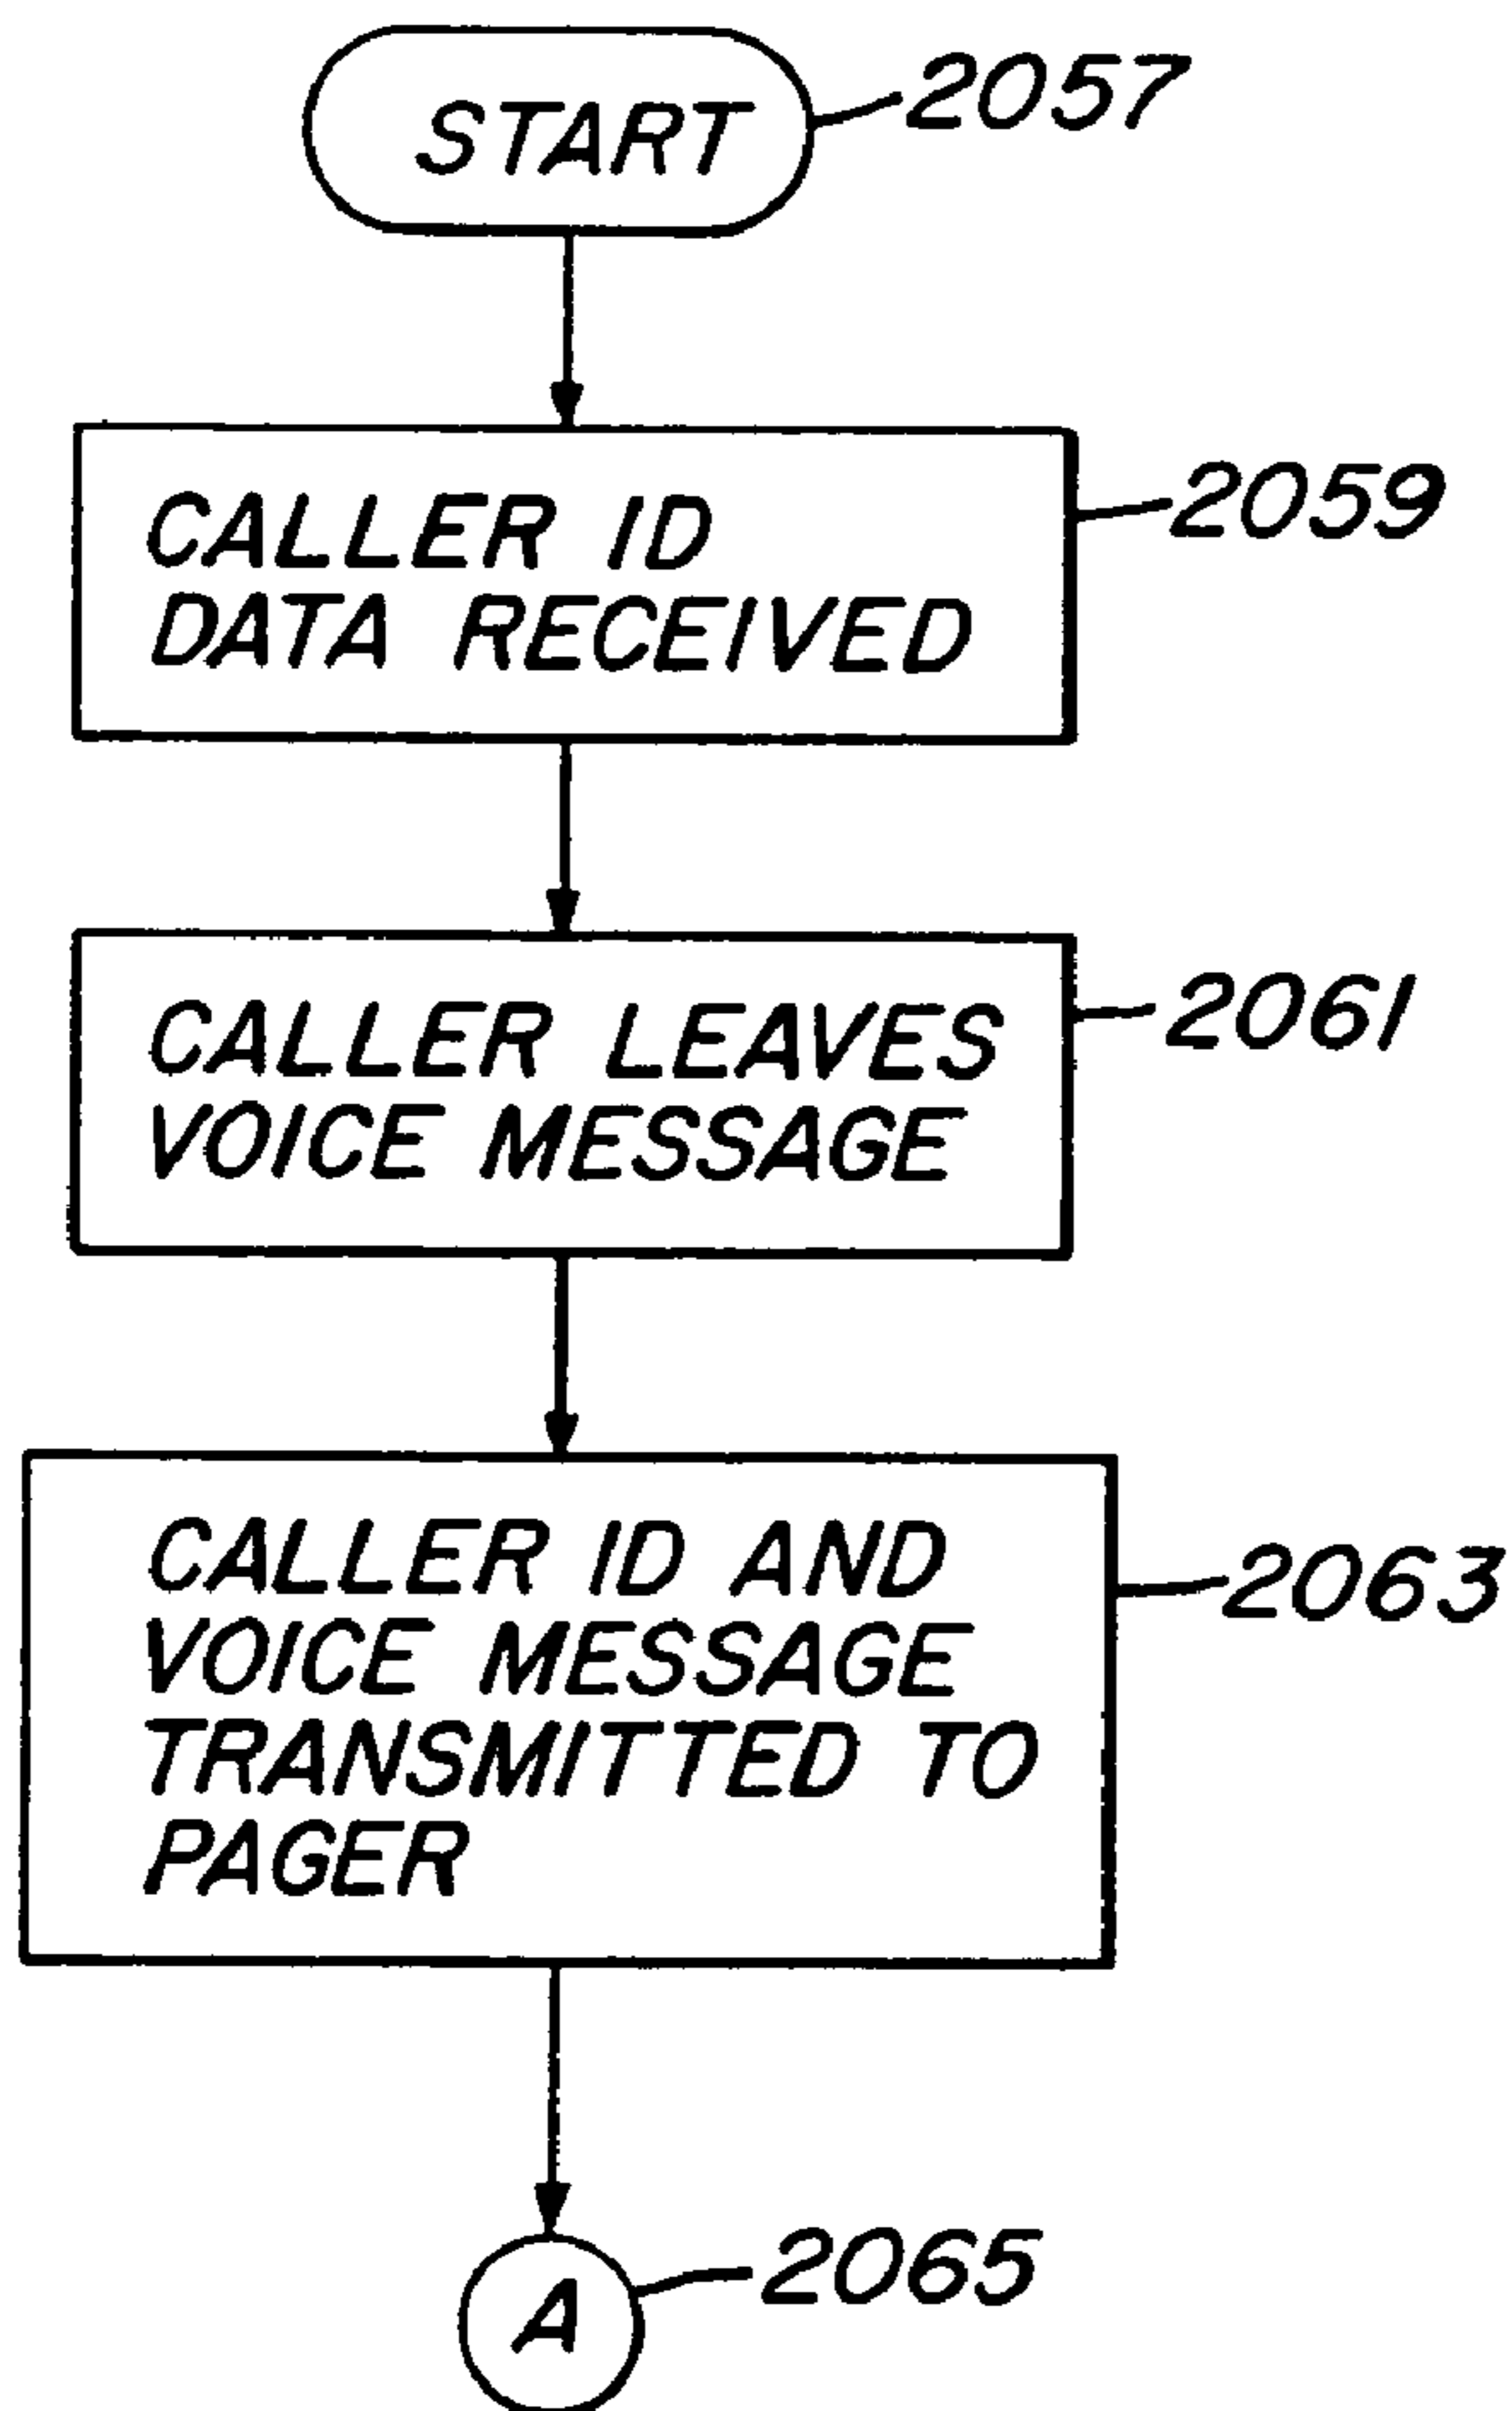 START
2057
CALLER ID
DATA RECEIVED
2059
CALLER LEAVES
VOICE MESSAGE
2061
CALLER ID AND
VOICE MESSAGE
TRANSMITTED TO
PAGER
2063
A
2065